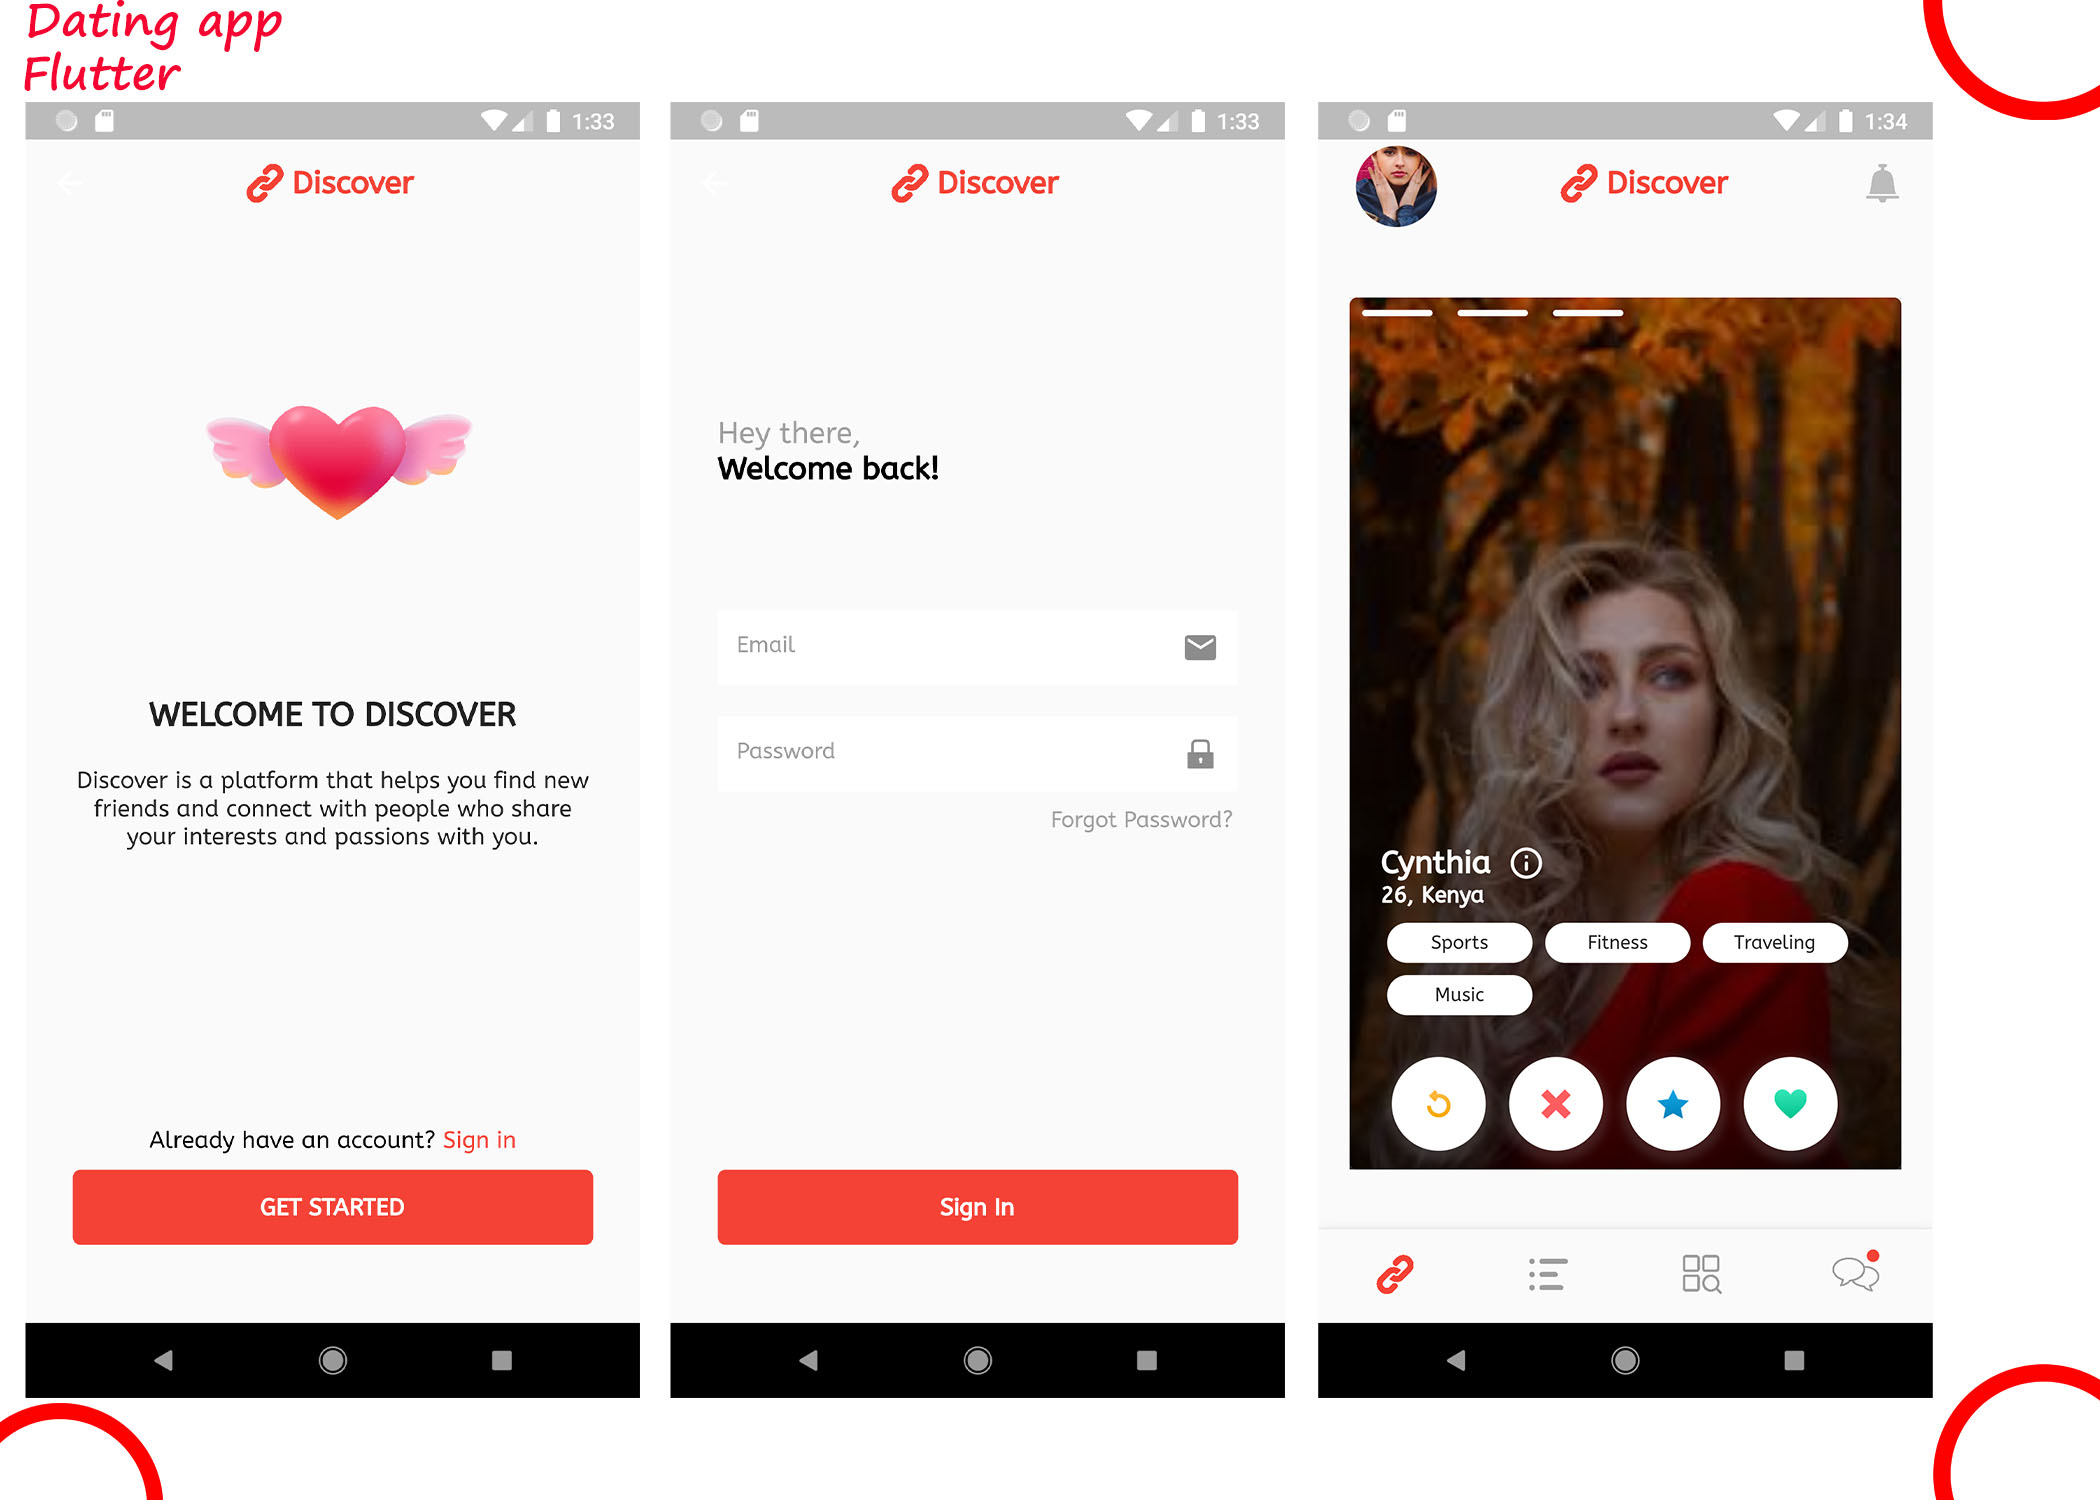 Dating app
Flutter
1:33
Discover
WELCOME TO DISCOVER
Discover is a platform that helps you find new
friends and connect with people who share
your interests and passions with you.
Already have an account? Sign in
GET STARTED
1:33
Discover
Hey there,
Welcome back!
Email
Password
Forgot Password?
Sign In
1:34
Discover
Cynthia
26, Kenya
Sports
Fitness
Traveling
Music